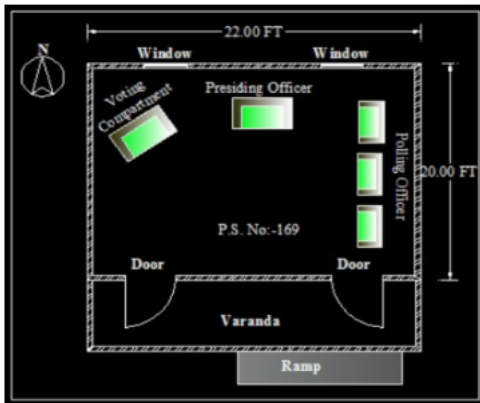 22.00 FT
N
Window
Window
Voting
Compartment
Presiding Officer
Polling Officer
20.00 FT
P.S. No:-169
Door
Door
Varanda
Ramp